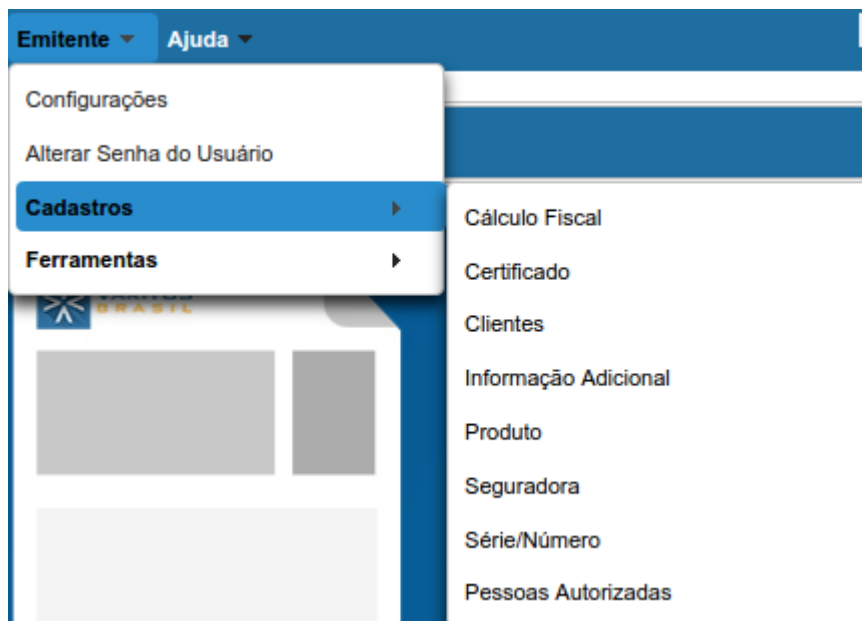 Emitente
Ajuda
Configurações
Alterar Senha do Usuário
Cadastros
Ferramentas
Cálculo Fiscal
Certificado
Clientes
Informação Adicional
Produto
Seguradora
Série/Número
Pessoas Autorizadas
BRASIL